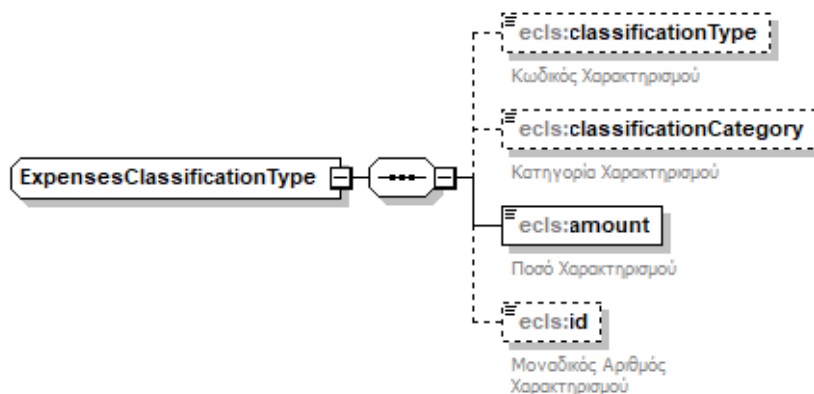 ecls:classificationType
Κωδικός Χαρακτηρισμού
ecls:classificationCategory
Κατηγορία Χαρακτηρισμού
ExpensesClassificationType
ecls:amount
Ποσό Χαρακτηρισμού
ecls:id
Μοναδικός Αριθμός
Χαρακτηρισμού